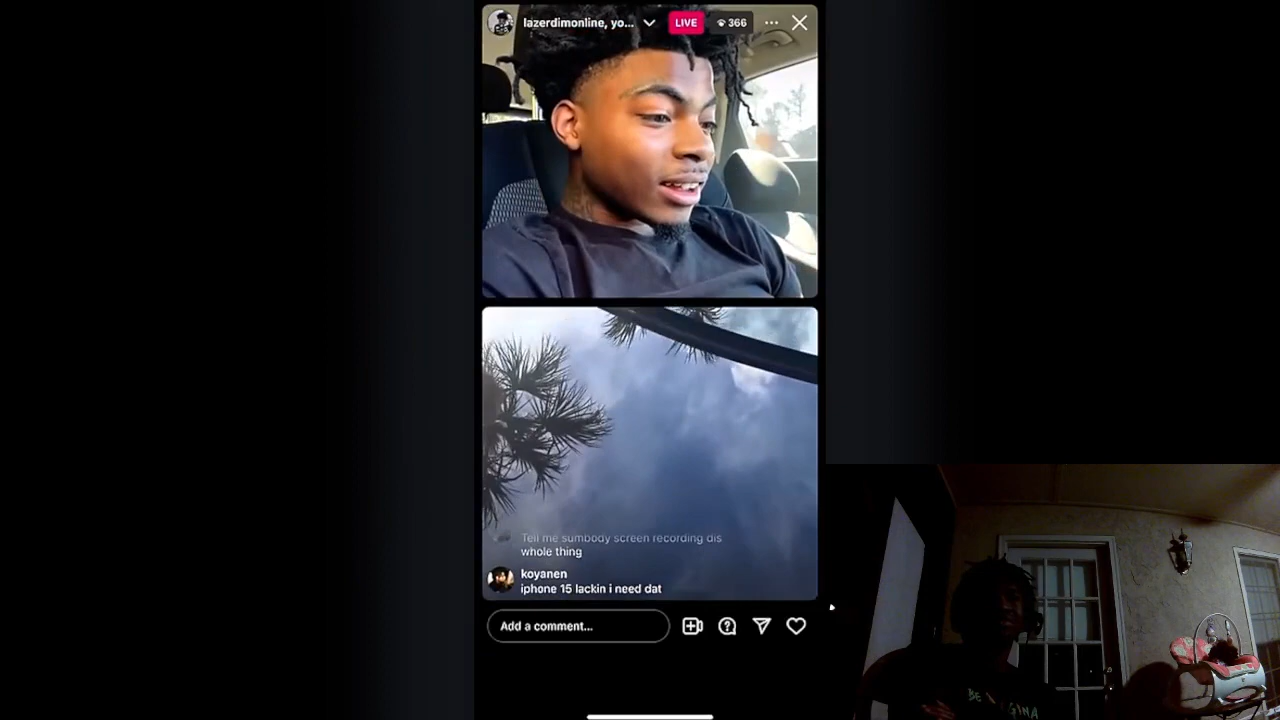 lazerdimonline, yo...
LIVE
366
Tell me sumbody screen recording dis
whole thing
koyanen
iphone 15 lackin i need dat
Add a comment...